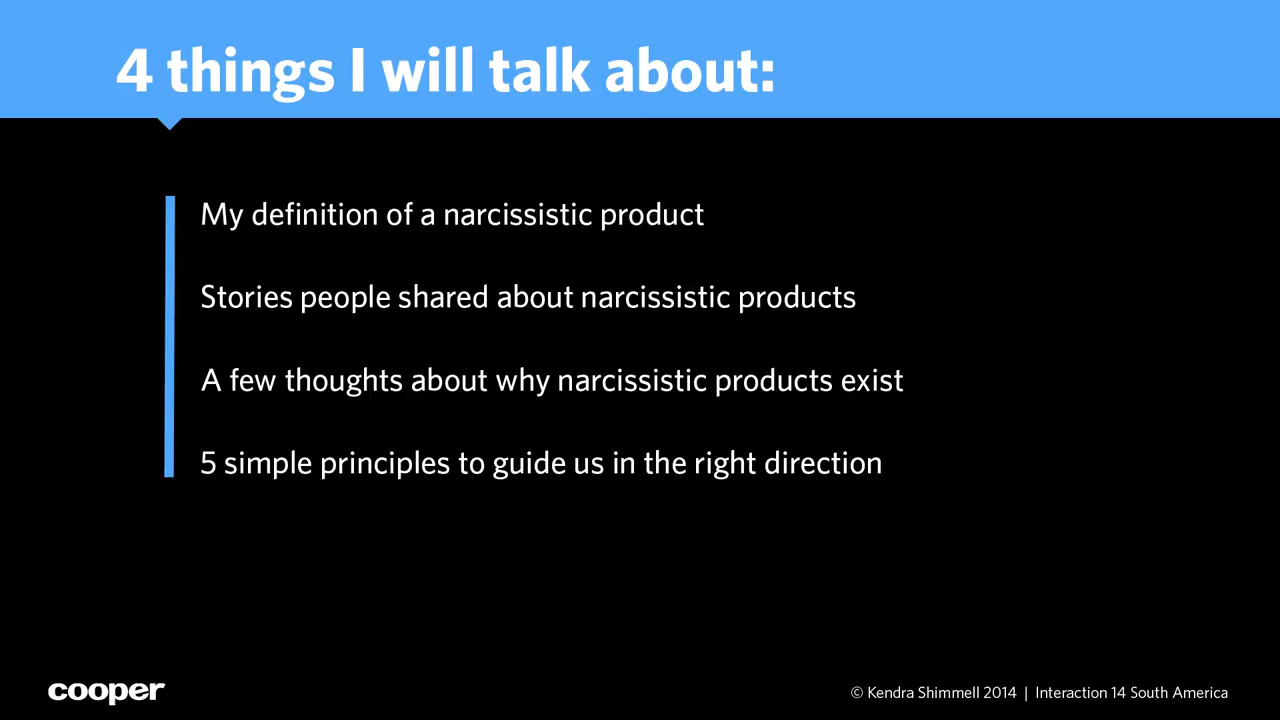 4 things I will talk about:
My definition of a narcissistic product
Stories people shared about narcissistic products
A few thoughts about why narcissistic products exist
5 simple principles to guide us in the right direction
cooper
© Kendra Shimmell 2014 | Interaction 14 South America